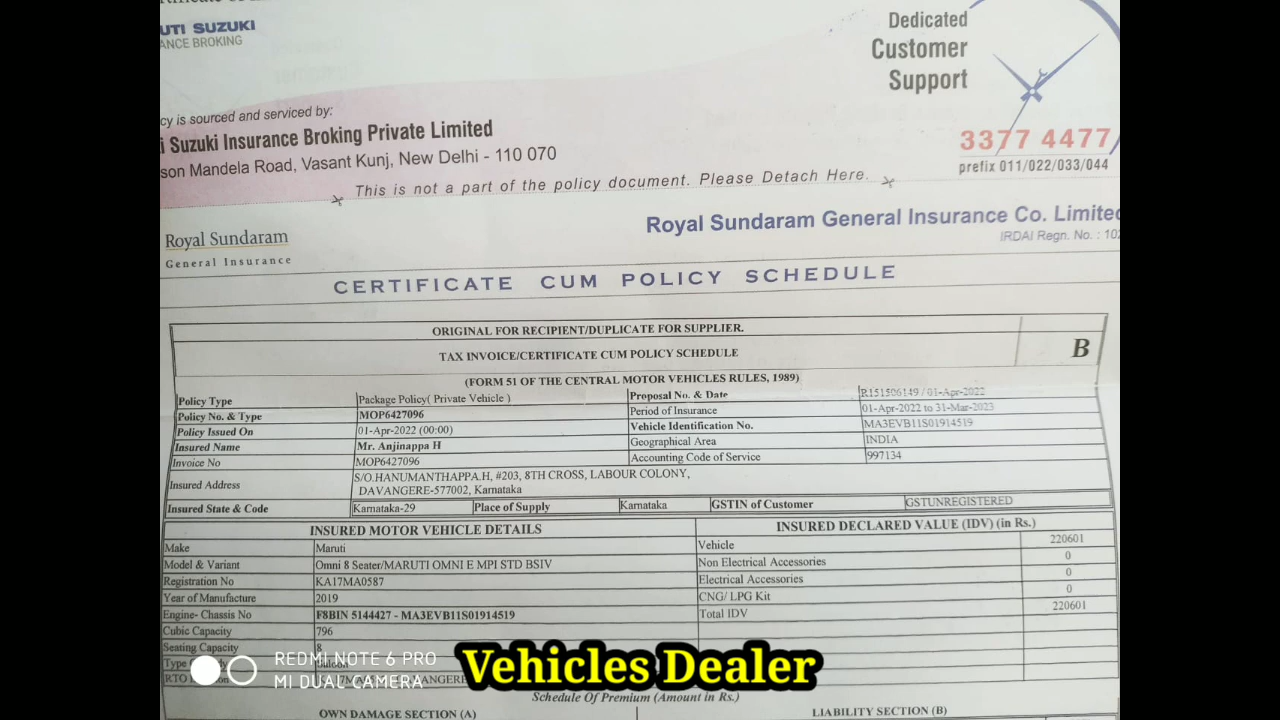 UTI SUZUKI
ANCE BROKING
Dedicated
Customer
Support
3377 4477
prefix 011/022/033/044
cy is sourced and serviced by:
i Suzuki Insurance Broking Private Limited
son Mandela Road, Vasant Kunj, New Delhi - 110 070
This is not a part of the policy document. Please Detach Here.
Royal Sundaram
General Insurance
Royal Sundaram General Insurance Co. Limited
IRDAI Regn. No. : 102
CERTIFICATE CUM POLICY SCHEDULE
ORIGINAL FOR RECIPIENT/DUPLICATE FOR SUPPLIER.
TAX INVOICE/CERTIFICATE CUM POLICY SCHEDULE
B
(FORM 51 OF THE CENTRAL MOTOR VEHICLES RULES, 1989)
Policy Type Package Policy( Private Vehicle ) Proposal No. & Date R151506149 / 01-Apr-2022
Policy No. & Type MOP6427096 Period of Insurance 01-Apr-2022 to 31-Mar-2023
Policy Issued On 01-Apr-2022 (00:00) Vehicle Identification No. MA3EVB11S01914519
Insured Name Mr. Anjinappa H Geographical Area INDIA
Invoice No MOP6427096 Accounting Code of Service 997134
Insured Address S/O.HANUMANTHAPPA.H, #203, 8TH CROSS, LABOUR COLONY,
DAVANGERE-577002, Karnataka
Insured State & Code Karnataka-29 Place of Supply Karnataka GSTIN of Customer GSTUNREGISTERED
INSURED MOTOR VEHICLE DETAILS INSURED DECLARED VALUE (IDV) (in Rs.)
Make Maruti Vehicle 220601
Model & Variant Omni 8 Seater/MARUTI OMNI E MPI STD BSIV Non Electrical Accessories 0
Registration No KA17MA0587 Electrical Accessories 0
Year of Manufacture 2019 CNG/ LPG Kit 0
Engine- Chassis No F8BIN 5144427 - MA3EVB11S01914519 Total IDV 220601
Cubic Capacity 796
Seating Capacity 8
Type
RTO
REDMI NOTE 6 PRO
MI DUAL CAMERA
Vehicles Dealer
Schedule Of Premium (Amount in Rs.)
OWN DAMAGE SECTION (A) LIABILITY SECTION (B)